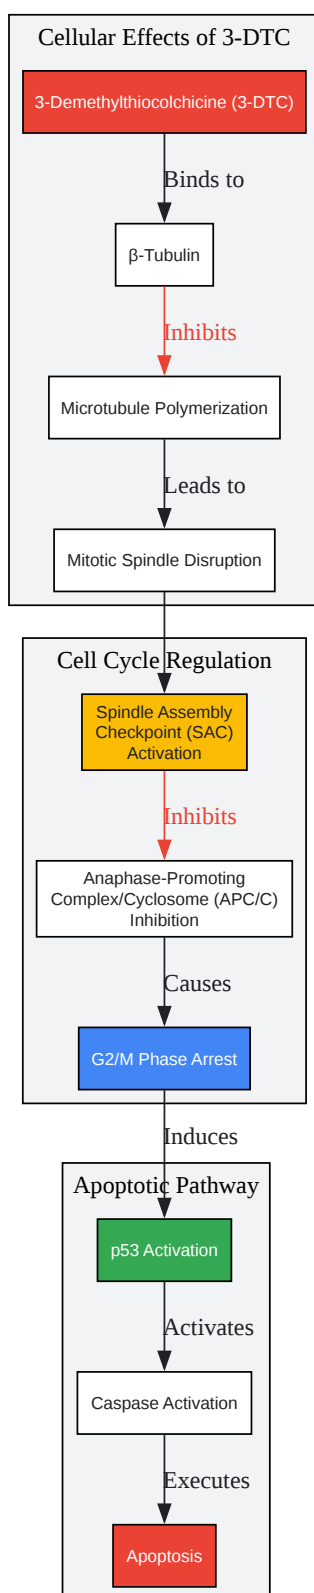 Cellular Effects of 3-DTC
3-Demethylthiocolchicine (3-DTC)
Binds to
β-Tubulin
Inhibits
Microtubule Polymerization
Leads to
Mitotic Spindle Disruption
Cell Cycle Regulation
Spindle Assembly
Checkpoint (SAC)
Activation
Inhibits
Anaphase-Promoting
Complex/Cyclosome (APC/C)
Inhibition
Causes
G2/M Phase Arrest
Induces
Apoptotic Pathway
p53 Activation
Activates
Caspase Activation
Executes
Apoptosis